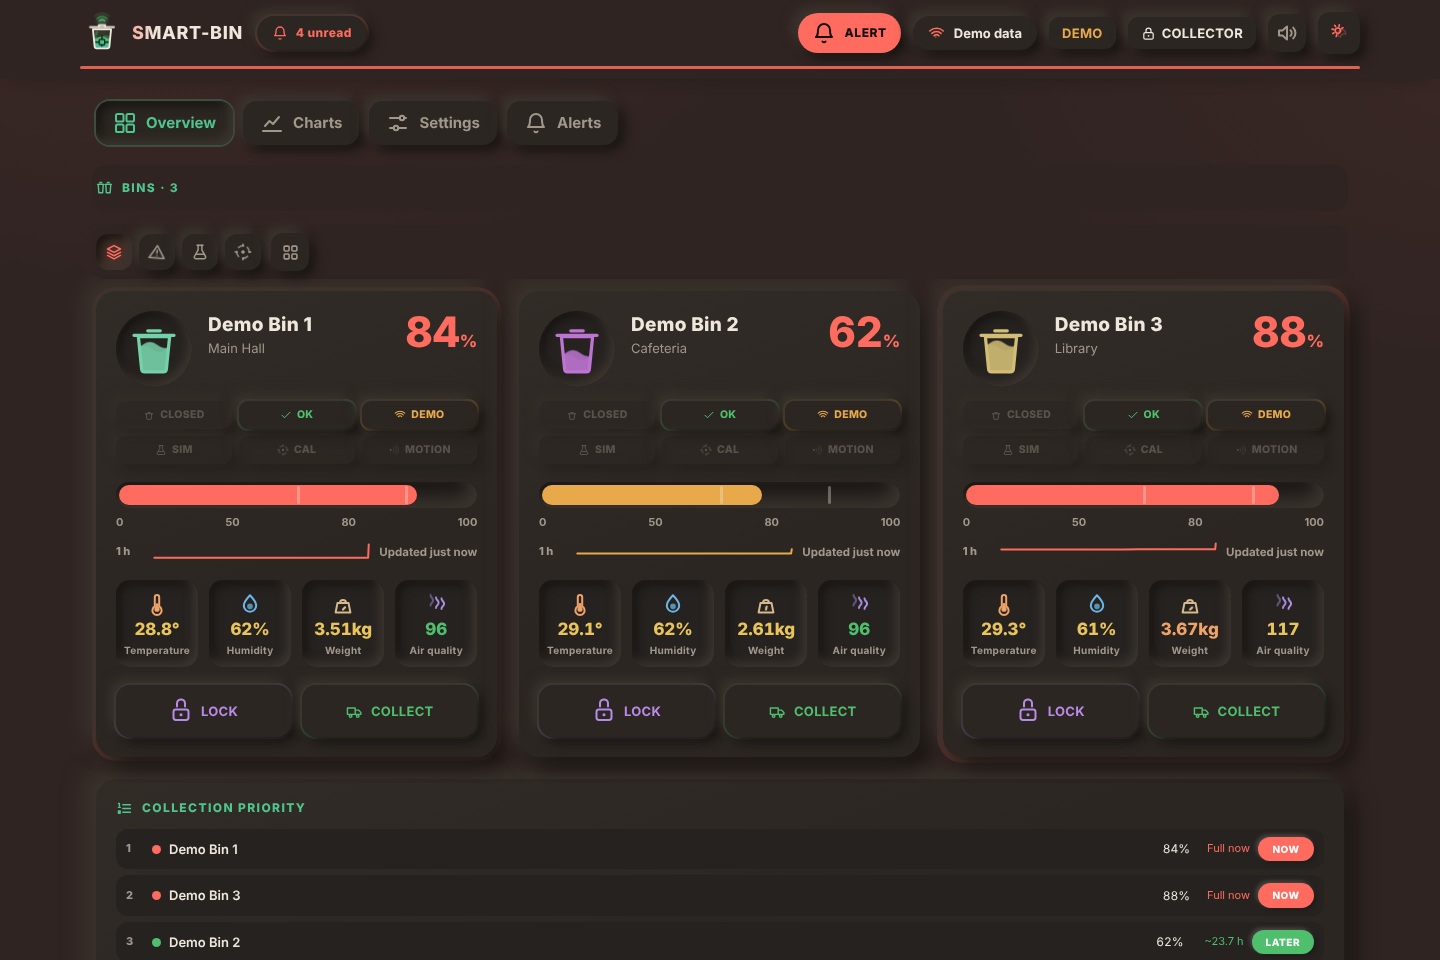 SMART-BIN
4 unread
ALERT
Demo data
DEMO
COLLECTOR
Overview
Charts
Settings
Alerts
BINS · 3
Demo Bin 1
Main Hall
84%
CLOSED
OK
DEMO
SIM
CAL
MOTION
0 50 80 100
1 h
Updated just now
28.8° 62% 3.51kg 96
Temperature Humidity Weight Air quality
LOCK
COLLECT
Demo Bin 2
Cafeteria
62%
CLOSED
OK
DEMO
SIM
CAL
MOTION
0 50 80 100
1 h
Updated just now
29.1° 62% 2.61kg 96
Temperature Humidity Weight Air quality
LOCK
COLLECT
Demo Bin 3
Library
88%
CLOSED
OK
DEMO
SIM
CAL
MOTION
0 50 80 100
1 h
Updated just now
29.3° 61% 3.67kg 117
Temperature Humidity Weight Air quality
LOCK
COLLECT
COLLECTION PRIORITY
1 Demo Bin 1 84% Full now NOW
2 Demo Bin 3 88% Full now NOW
3 Demo Bin 2 62% ~23.7 h LATER